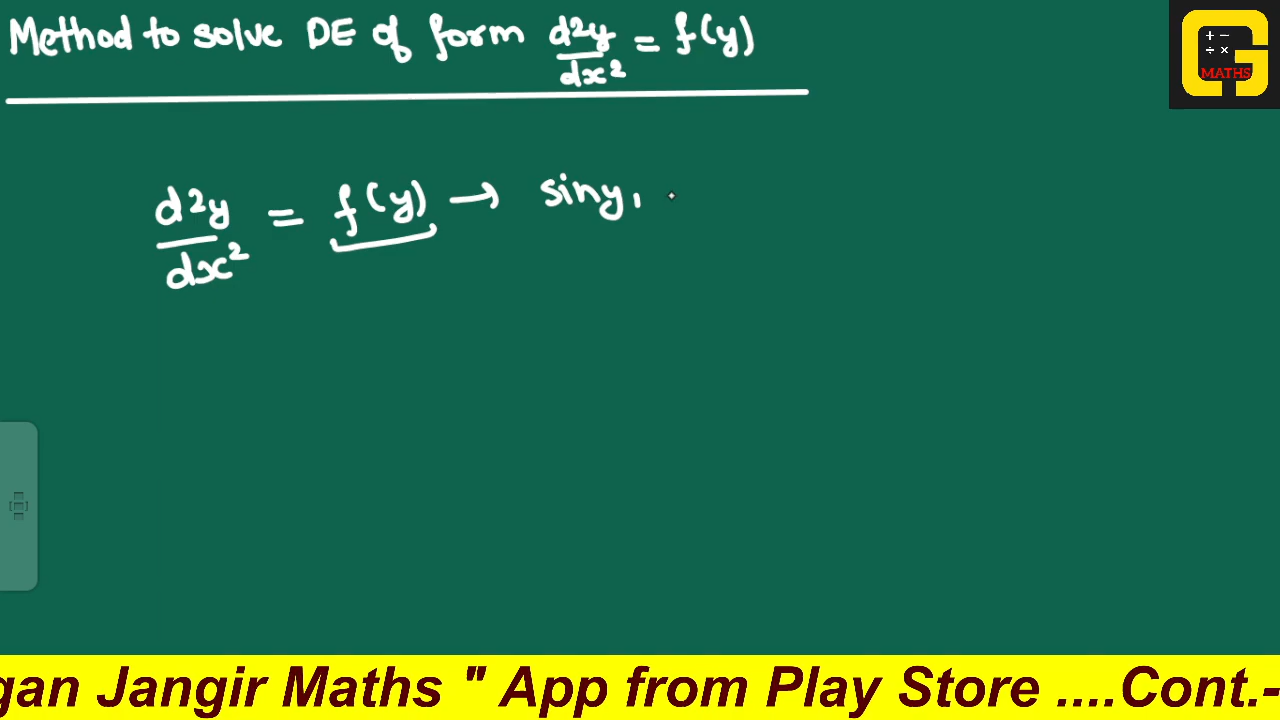 Method to solve DE of form d2y/dx2 = f(y)
+ −
÷ ×
MATHS
d2y/dx2 = f(y) → siny,
gan Jangir Maths " App from Play Store ....Cont.-